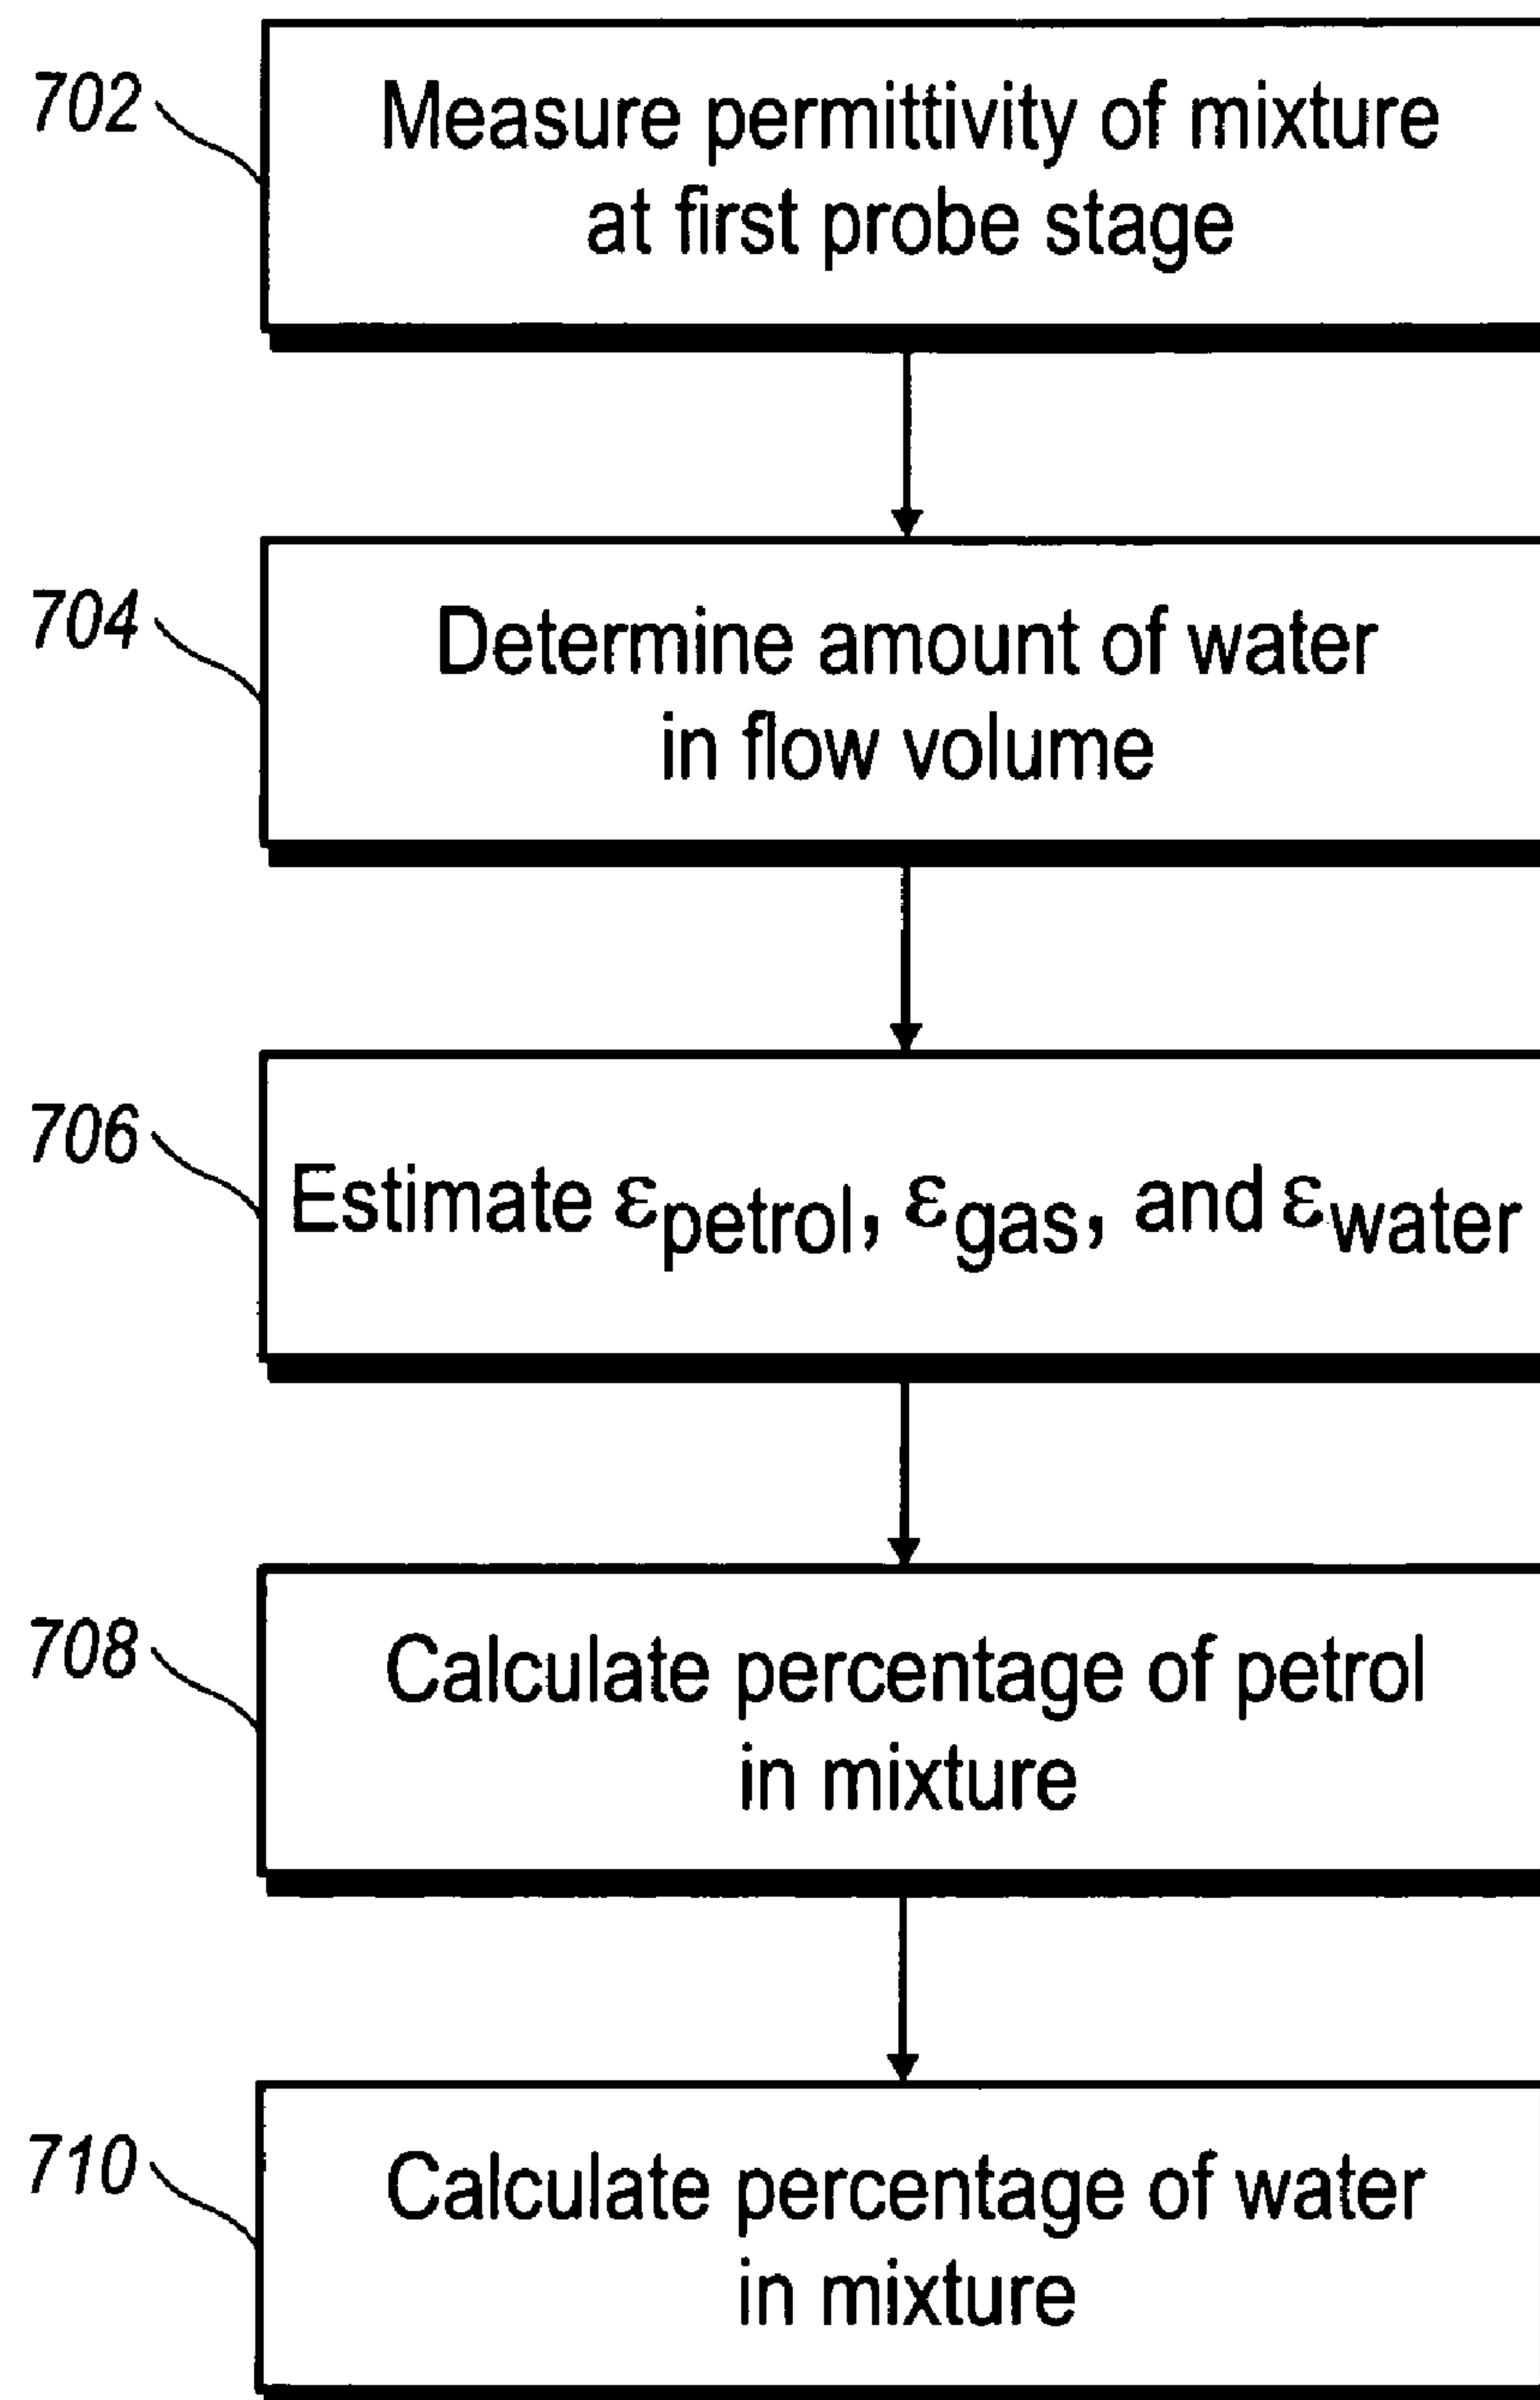 702
Measure permittivity of mixture
at first probe stage
704
Determine amount of water
in flow volume
706
Estimate εpetrol, εgas, and εwater
708
Calculate percentage of petrol
in mixture
710
Calculate percentage of water
in mixture